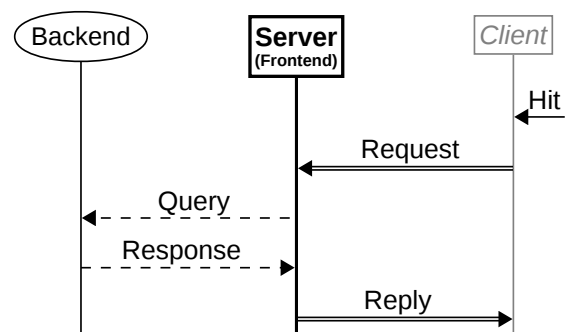 Backend
Server
(Frontend)
Client
Hit
Request
Query
Response
Reply